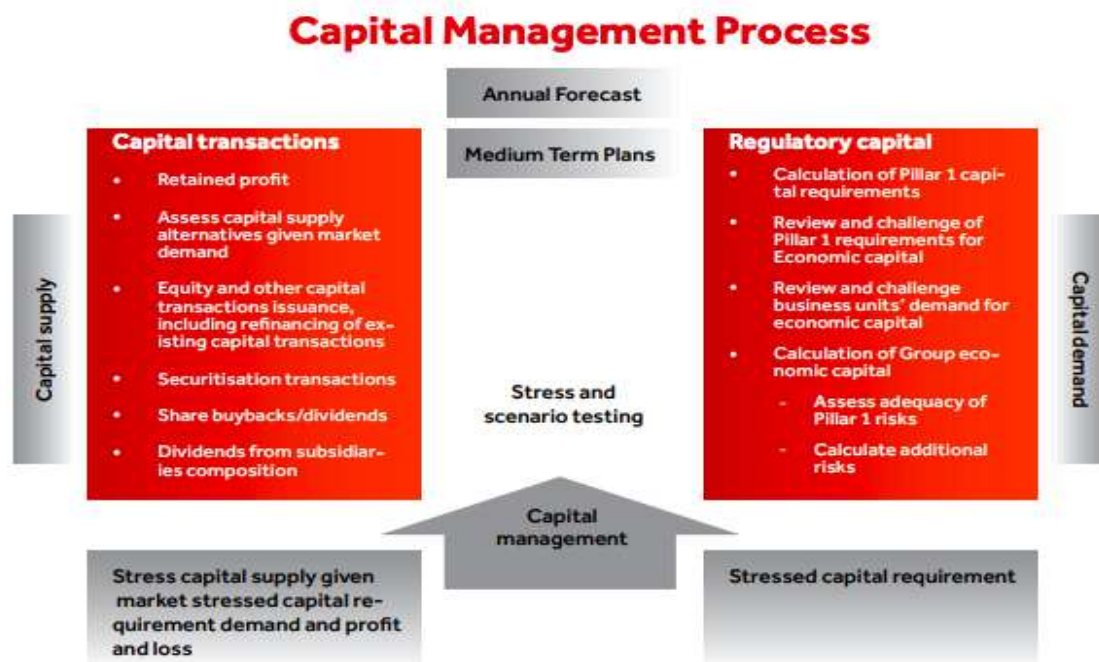 Capital Management Process
Annual Forecast
Medium Term Plans
Capital supply
Capital transactions
• Retained profit
• Assess capital supply
alternatives given market
demand
• Equity and other capital
transactions issuance,
including refinancing of ex-
isting capital transactions
• Securitisation transactions
• Share buybacks/dividends
• Dividends from subsidiar-
ies composition
Stress and
scenario testing
Capital
management
Regulatory capital
• Calculation of Pillar 1 capi-
tal requirements
• Review and challenge of
Pillar 1 requirements for
Economic capital
• Review and challenge
business units' demand for
economic capital
• Calculation of Group eco-
nomic capital
- Assess adequacy of
Pillar 1 risks
- Calculate additional
risks
Capital demand
Stress capital supply given
market stressed capital re-
quirement demand and profit
and loss
Stressed capital requirement